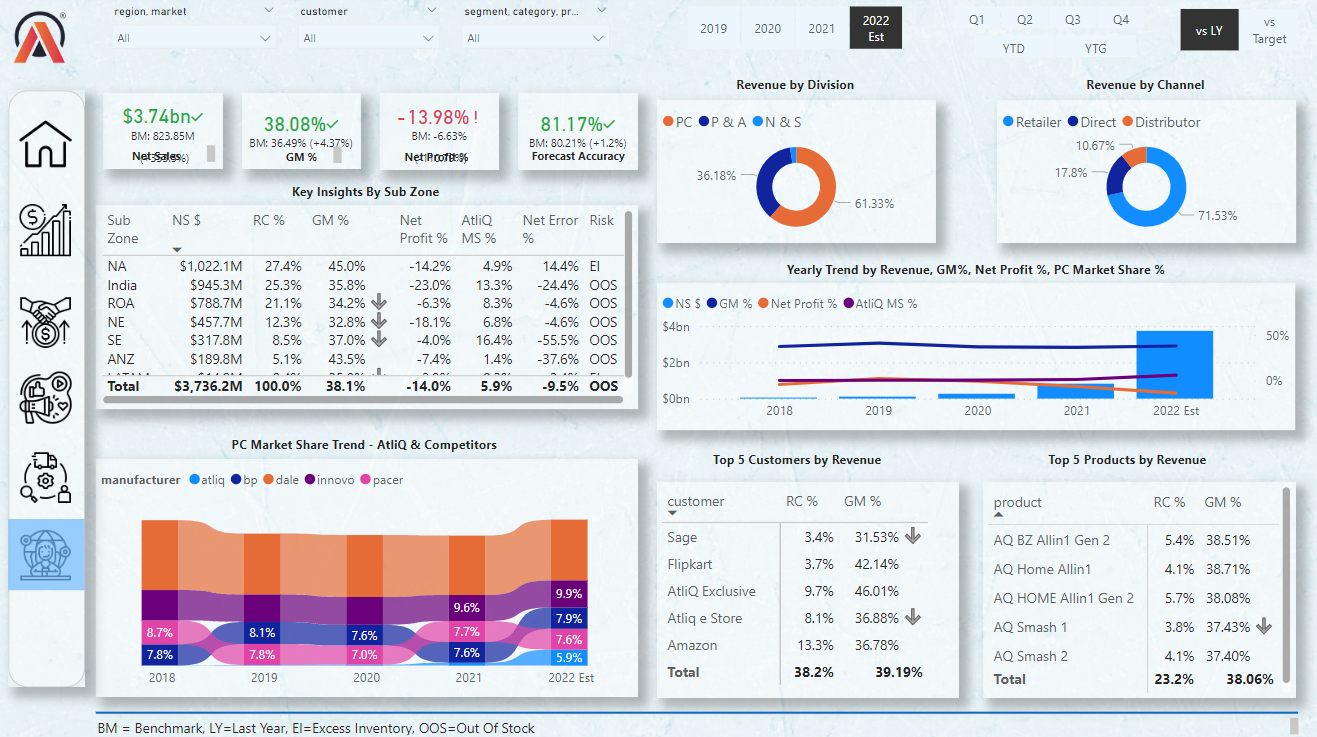 region, market
customer
segment, category, pr...
All
All
All
2019
2020
2021
2022
Est
Q1
Q2
Q3
Q4
YTD
YTG
vs LY
vs
Target
$3.74bn
BM: 823.85M
Net Sales
38.08%
BM: 36.49% (+4.37%)
GM %
-13.98% !
BM: -6.63%
Net Profit %
81.17%
BM: 80.21% (+1.2%)
Forecast Accuracy
Revenue by Division
PC P & A N & S
36.18%
61.33%
Revenue by Channel
Retailer Direct Distributor
10.67%
17.8%
71.53%
Key Insights By Sub Zone
Sub Zone NS $ RC % GM % Net Profit % AtliQ MS % Net Error % Risk
NA $1,022.1M 27.4% 45.0% -14.2% 4.9% 14.4% EI
India $945.3M 25.3% 35.8% -23.0% 13.3% -24.4% OOS
ROA $788.7M 21.1% 34.2% -6.3% 8.3% -4.6% OOS
NE $457.7M 12.3% 32.8% -18.1% 6.8% -4.6% OOS
SE $317.8M 8.5% 37.0% -4.0% 16.4% -55.5% OOS
ANZ $189.8M 5.1% 43.5% -7.4% 1.4% -37.6% OOS
Total $3,736.2M 100.0% 38.1% -14.0% 5.9% -9.5% OOS
Yearly Trend by Revenue, GM%, Net Profit %, PC Market Share %
NS $ GM % Net Profit % AtliQ MS %
$4bn
$2bn
$0bn
50%
0%
2018 2019 2020 2021 2022 Est
PC Market Share Trend - AtliQ & Competitors
manufacturer atliq bp dale innovo pacer
8.7%
7.8%
8.1%
7.8%
7.6%
7.0%
9.6%
7.7%
7.6%
9.9%
7.9%
7.6%
5.9%
2018 2019 2020 2021 2022 Est
Top 5 Customers by Revenue
customer RC % GM %
Sage 3.4% 31.53%
Flipkart 3.7% 42.14%
AtliQ Exclusive 9.7% 46.01%
Atliq e Store 8.1% 36.88%
Amazon 13.3% 36.78%
Total 38.2% 39.19%
Top 5 Products by Revenue
product RC % GM %
AQ BZ Allin1 Gen 2 5.4% 38.51%
AQ Home Allin1 4.1% 38.71%
AQ HOME Allin1 Gen 2 5.7% 38.08%
AQ Smash 1 3.8% 37.43%
AQ Smash 2 4.1% 37.40%
Total 23.2% 38.06%
BM = Benchmark, LY=Last Year, EI=Excess Inventory, OOS=Out Of Stock